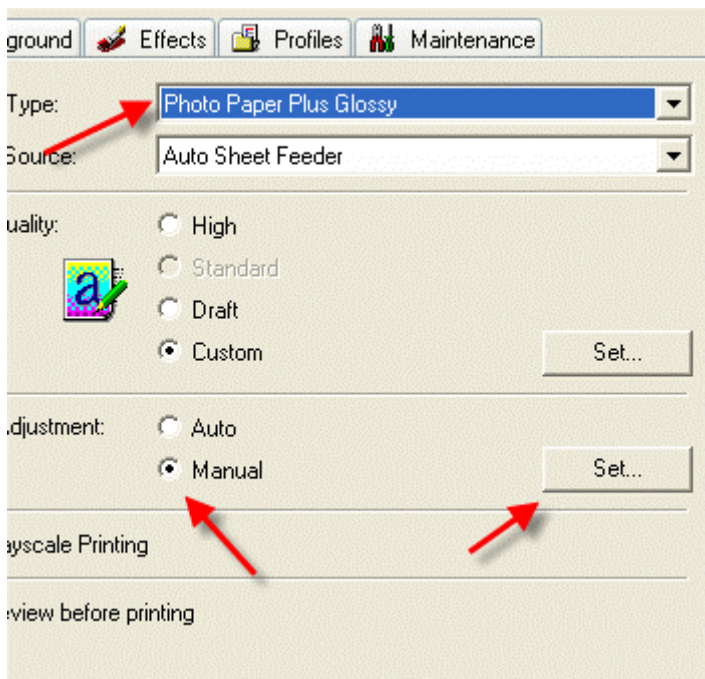 ground Effects Profiles Maintenance
Type: Photo Paper Plus Glossy
Source: Auto Sheet Feeder
uality: High
Standard
a
Draft
Custom Set...
Adjustment: Auto
Manual Set...
ayscale Printing
eview before printing